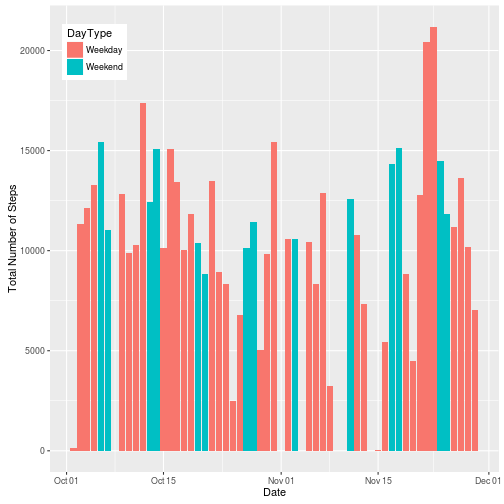 DayType
Weekday
Weekend
20000
15000
10000
5000
0
Total Number of Steps
Oct 01
Oct 15
Nov 01
Nov 15
Dec 01
Date